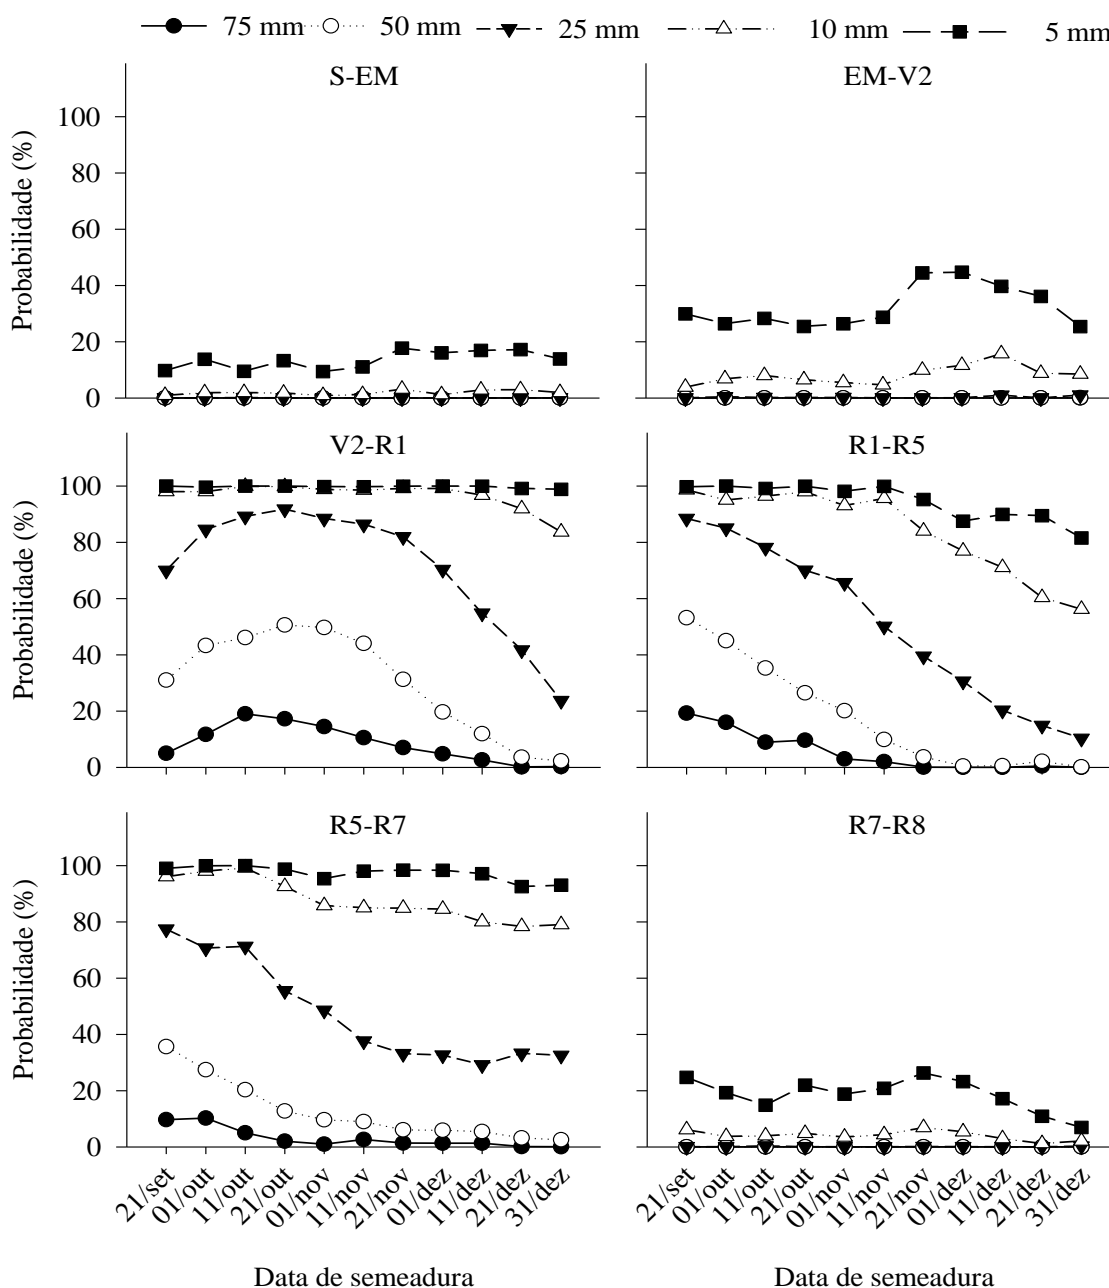 75 mm 50 mm 25 mm 10 mm 5 mm
S-EM EM-V2
Probabilidade (%)
100
80
60
40
20
0
V2-R1 R1-R5
Probabilidade (%)
100
80
60
40
20
0
R5-R7 R7-R8
Probabilidade (%)
100
80
60
40
20
0
21/set 01/out 11/out 21/out 01/nov 11/nov 21/nov 01/dez 11/dez 21/dez 31/dez
21/set 01/out 11/out 21/out 01/nov 11/nov 21/nov 01/dez 11/dez 21/dez 31/dez
Data de semeadura Data de semeadura